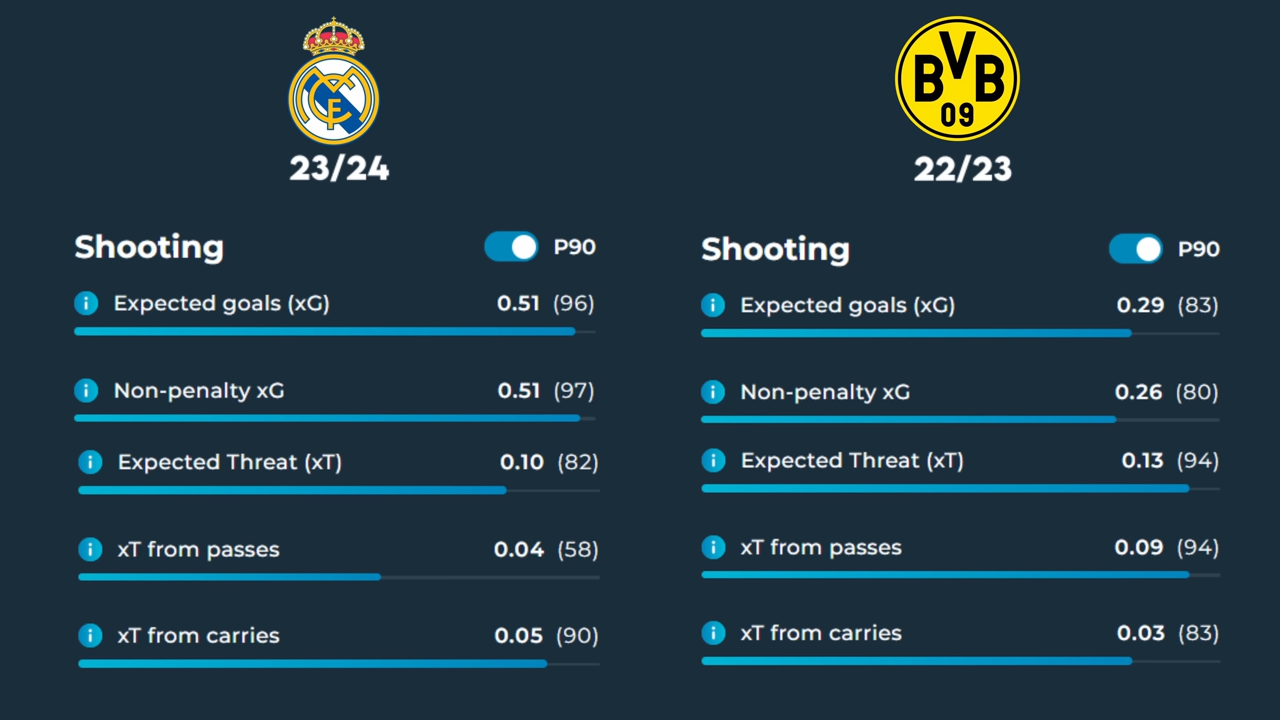 23/24
Shooting
P90
Expected goals (xG) 0.51 (96)
Non-penalty xG 0.51 (97)
Expected Threat (xT) 0.10 (82)
xT from passes 0.04 (58)
xT from carries 0.05 (90)
BVB
09
22/23
Shooting
P90
Expected goals (xG) 0.29 (83)
Non-penalty xG 0.26 (80)
Expected Threat (xT) 0.13 (94)
xT from passes 0.09 (94)
xT from carries 0.03 (83)